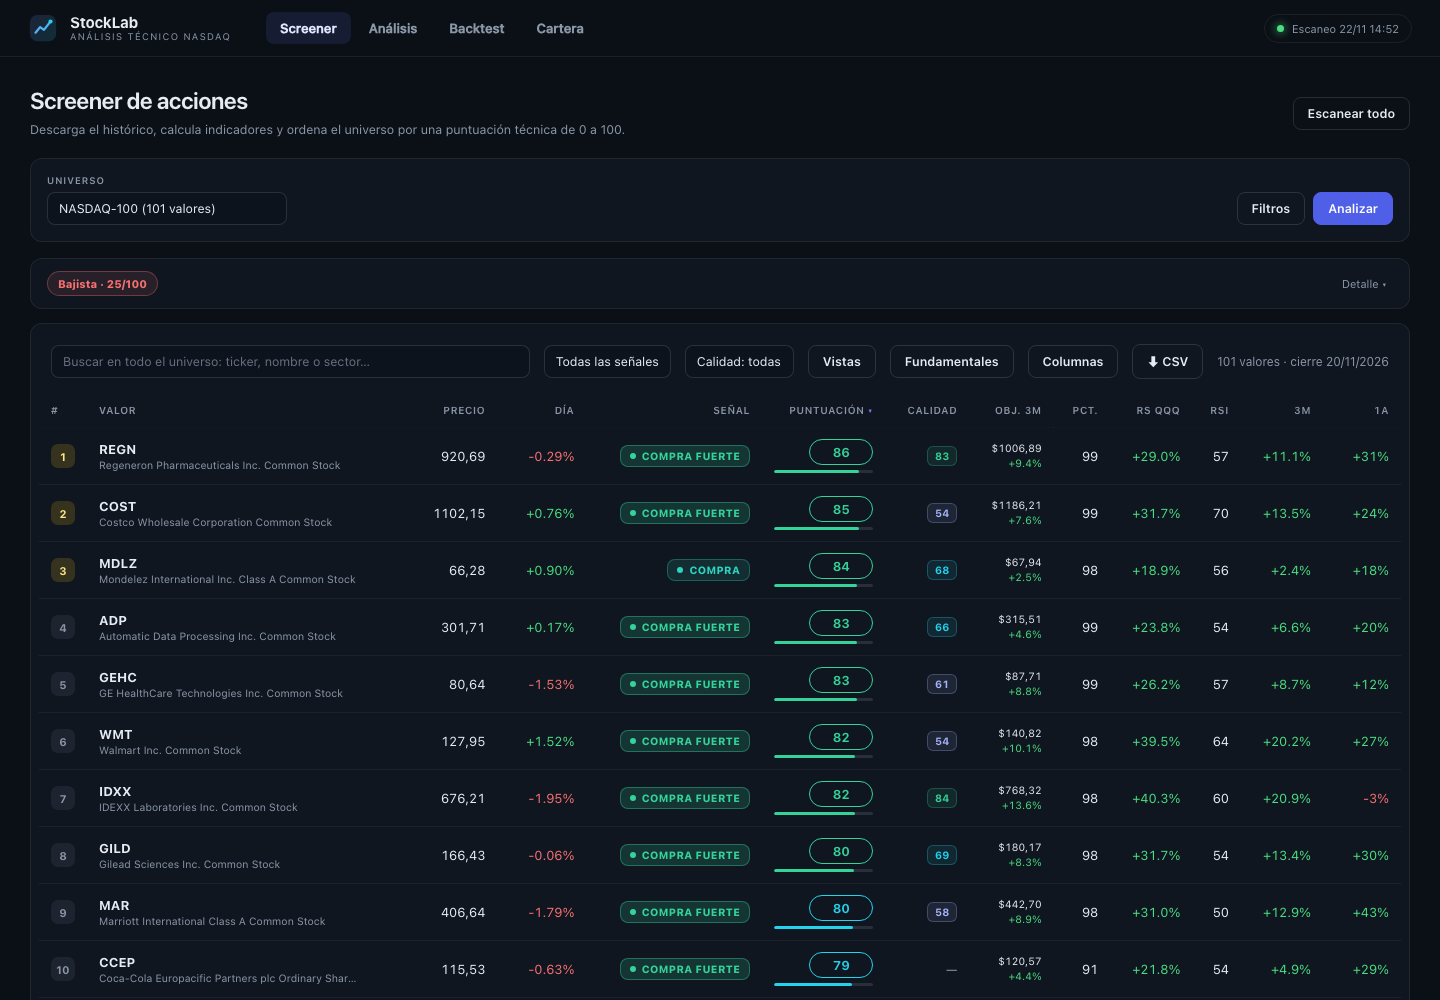 StockLab
ANÁLISIS TÉCNICO NASDAQ
Screener
Análisis
Backtest
Cartera
Escaneo 22/11 14:52
Screener de acciones
Descarga el histórico, calcula indicadores y ordena el universo por una puntuación técnica de 0 a 100.
Escanear todo
UNIVERSO
NASDAQ-100 (101 valores)
Filtros
Analizar
Bajista · 25/100
Detalle
Buscar en todo el universo: ticker, nombre o sector...
Todas las señales
Calidad: todas
Vistas
Fundamentales
Columnas
⬇ CSV
101 valores · cierre 20/11/2026
# VALOR PRECIO DÍA SEÑAL PUNTUACIÓN CALIDAD OBJ. 3M PCT. RS QQQ RSI 3M 1A
1 REGN 920,69 -0.29% COMPRA FUERTE 86 83 $1006,89 99 +29.0% 57 +11.1% +31%
Regeneron Pharmaceuticals Inc. Common Stock +9.4%
2 COST 1102,15 +0.76% COMPRA FUERTE 85 54 $1186,21 99 +31.7% 70 +13.5% +24%
Costco Wholesale Corporation Common Stock +7.6%
3 MDLZ 66,28 +0.90% COMPRA 84 68 $67,94 98 +18.9% 56 +2.4% +18%
Mondelez International Inc. Class A Common Stock +2.5%
4 ADP 301,71 +0.17% COMPRA FUERTE 83 66 $315,51 99 +23.8% 54 +6.6% +20%
Automatic Data Processing Inc. Common Stock +4.6%
5 GEHC 80,64 -1.53% COMPRA FUERTE 83 61 $87,71 99 +26.2% 57 +8.7% +12%
GE HealthCare Technologies Inc. Common Stock +8.8%
6 WMT 127,95 +1.52% COMPRA FUERTE 82 54 $140,82 98 +39.5% 64 +20.2% +27%
Walmart Inc. Common Stock +10.1%
7 IDXX 676,21 -1.95% COMPRA FUERTE 82 84 $768,32 98 +40.3% 60 +20.9% -3%
IDEXX Laboratories Inc. Common Stock +13.6%
8 GILD 166,43 -0.06% COMPRA FUERTE 80 69 $180,17 98 +31.7% 54 +13.4% +30%
Gilead Sciences Inc. Common Stock +8.3%
9 MAR 406,64 -1.79% COMPRA FUERTE 80 58 $442,70 98 +31.0% 50 +12.9% +43%
Marriott International Class A Common Stock +8.9%
10 CCEP 115,53 -0.63% COMPRA FUERTE 79 — $120,57 91 +21.8% 54 +4.9% +29%
Coca-Cola Europacific Partners plc Ordinary Shar... +4.4%